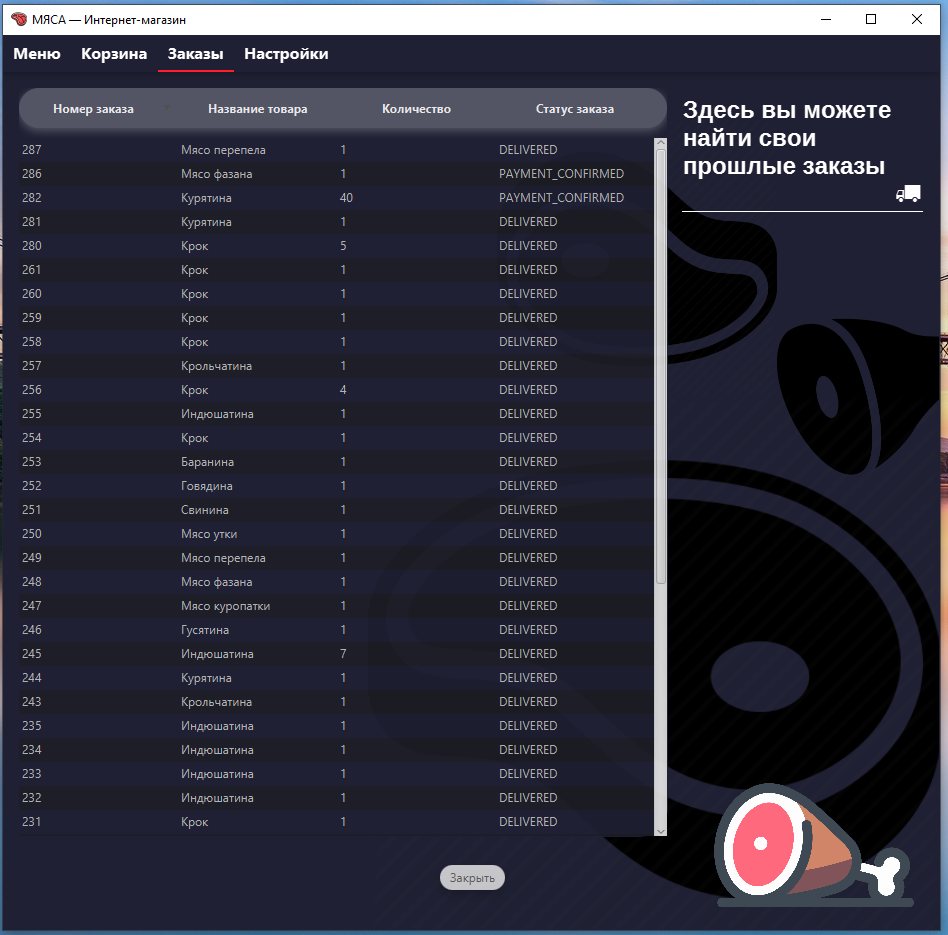 МЯСА — Интернет-магазин
Меню Корзина Заказы Настройки
Номер заказа Название товара Количество Статус заказа
287 Мясо перепела 1 DELIVERED
286 Мясо фазана 1 PAYMENT_CONFIRMED
282 Курятина 40 PAYMENT_CONFIRMED
281 Курятина 1 DELIVERED
280 Крок 5 DELIVERED
261 Крок 1 DELIVERED
260 Крок 1 DELIVERED
259 Крок 1 DELIVERED
258 Крок 1 DELIVERED
257 Крольчатина 1 DELIVERED
256 Крок 4 DELIVERED
255 Индюшатина 1 DELIVERED
254 Крок 1 DELIVERED
253 Баранина 1 DELIVERED
252 Говядина 1 DELIVERED
251 Свинина 1 DELIVERED
250 Мясо утки 1 DELIVERED
249 Мясо перепела 1 DELIVERED
248 Мясо фазана 1 DELIVERED
247 Мясо куропатки 1 DELIVERED
246 Гусятина 1 DELIVERED
245 Индюшатина 7 DELIVERED
244 Курятина 1 DELIVERED
243 Крольчатина 1 DELIVERED
235 Индюшатина 1 DELIVERED
234 Индюшатина 1 DELIVERED
233 Индюшатина 1 DELIVERED
232 Индюшатина 1 DELIVERED
231 Крок 1 DELIVERED
Здесь вы можете
найти свои
прошлые заказы
Закрыть